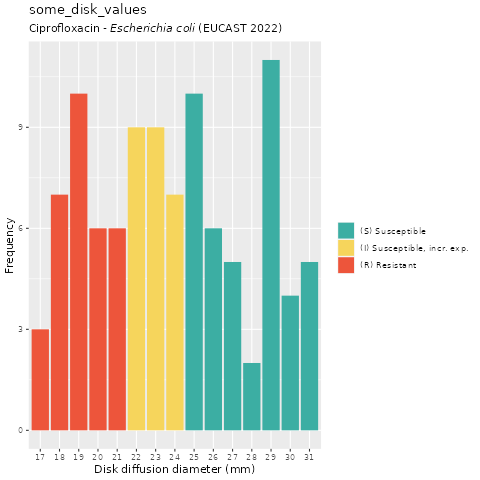 some_disk_values
Ciprofloxacin - Escherichia coli (EUCAST 2022)
Frequency
9
6
3
0
17 18 19 20 21 22 23 24 25 26 27 28 29 30 31
Disk diffusion diameter (mm)
(S) Susceptible
(I) Susceptible, incr. exp.
(R) Resistant